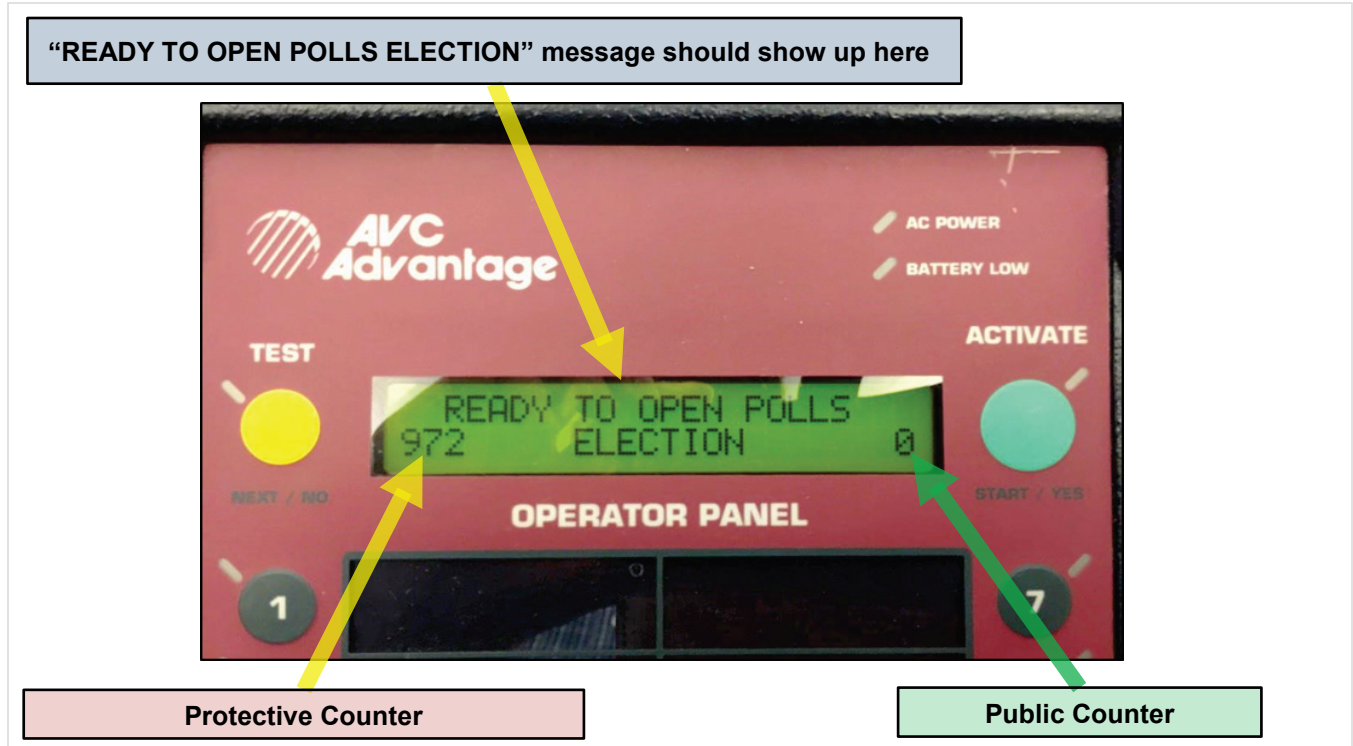 “READY TO OPEN POLLS ELECTION” message should show up here
AVC
Advantage
AC POWER
BATTERY LOW
TEST
ACTIVATE
READY TO OPEN POLLS
972 ELECTION 0
NEXT / NO
START / YES
OPERATOR PANEL
1
7
Protective Counter
Public Counter